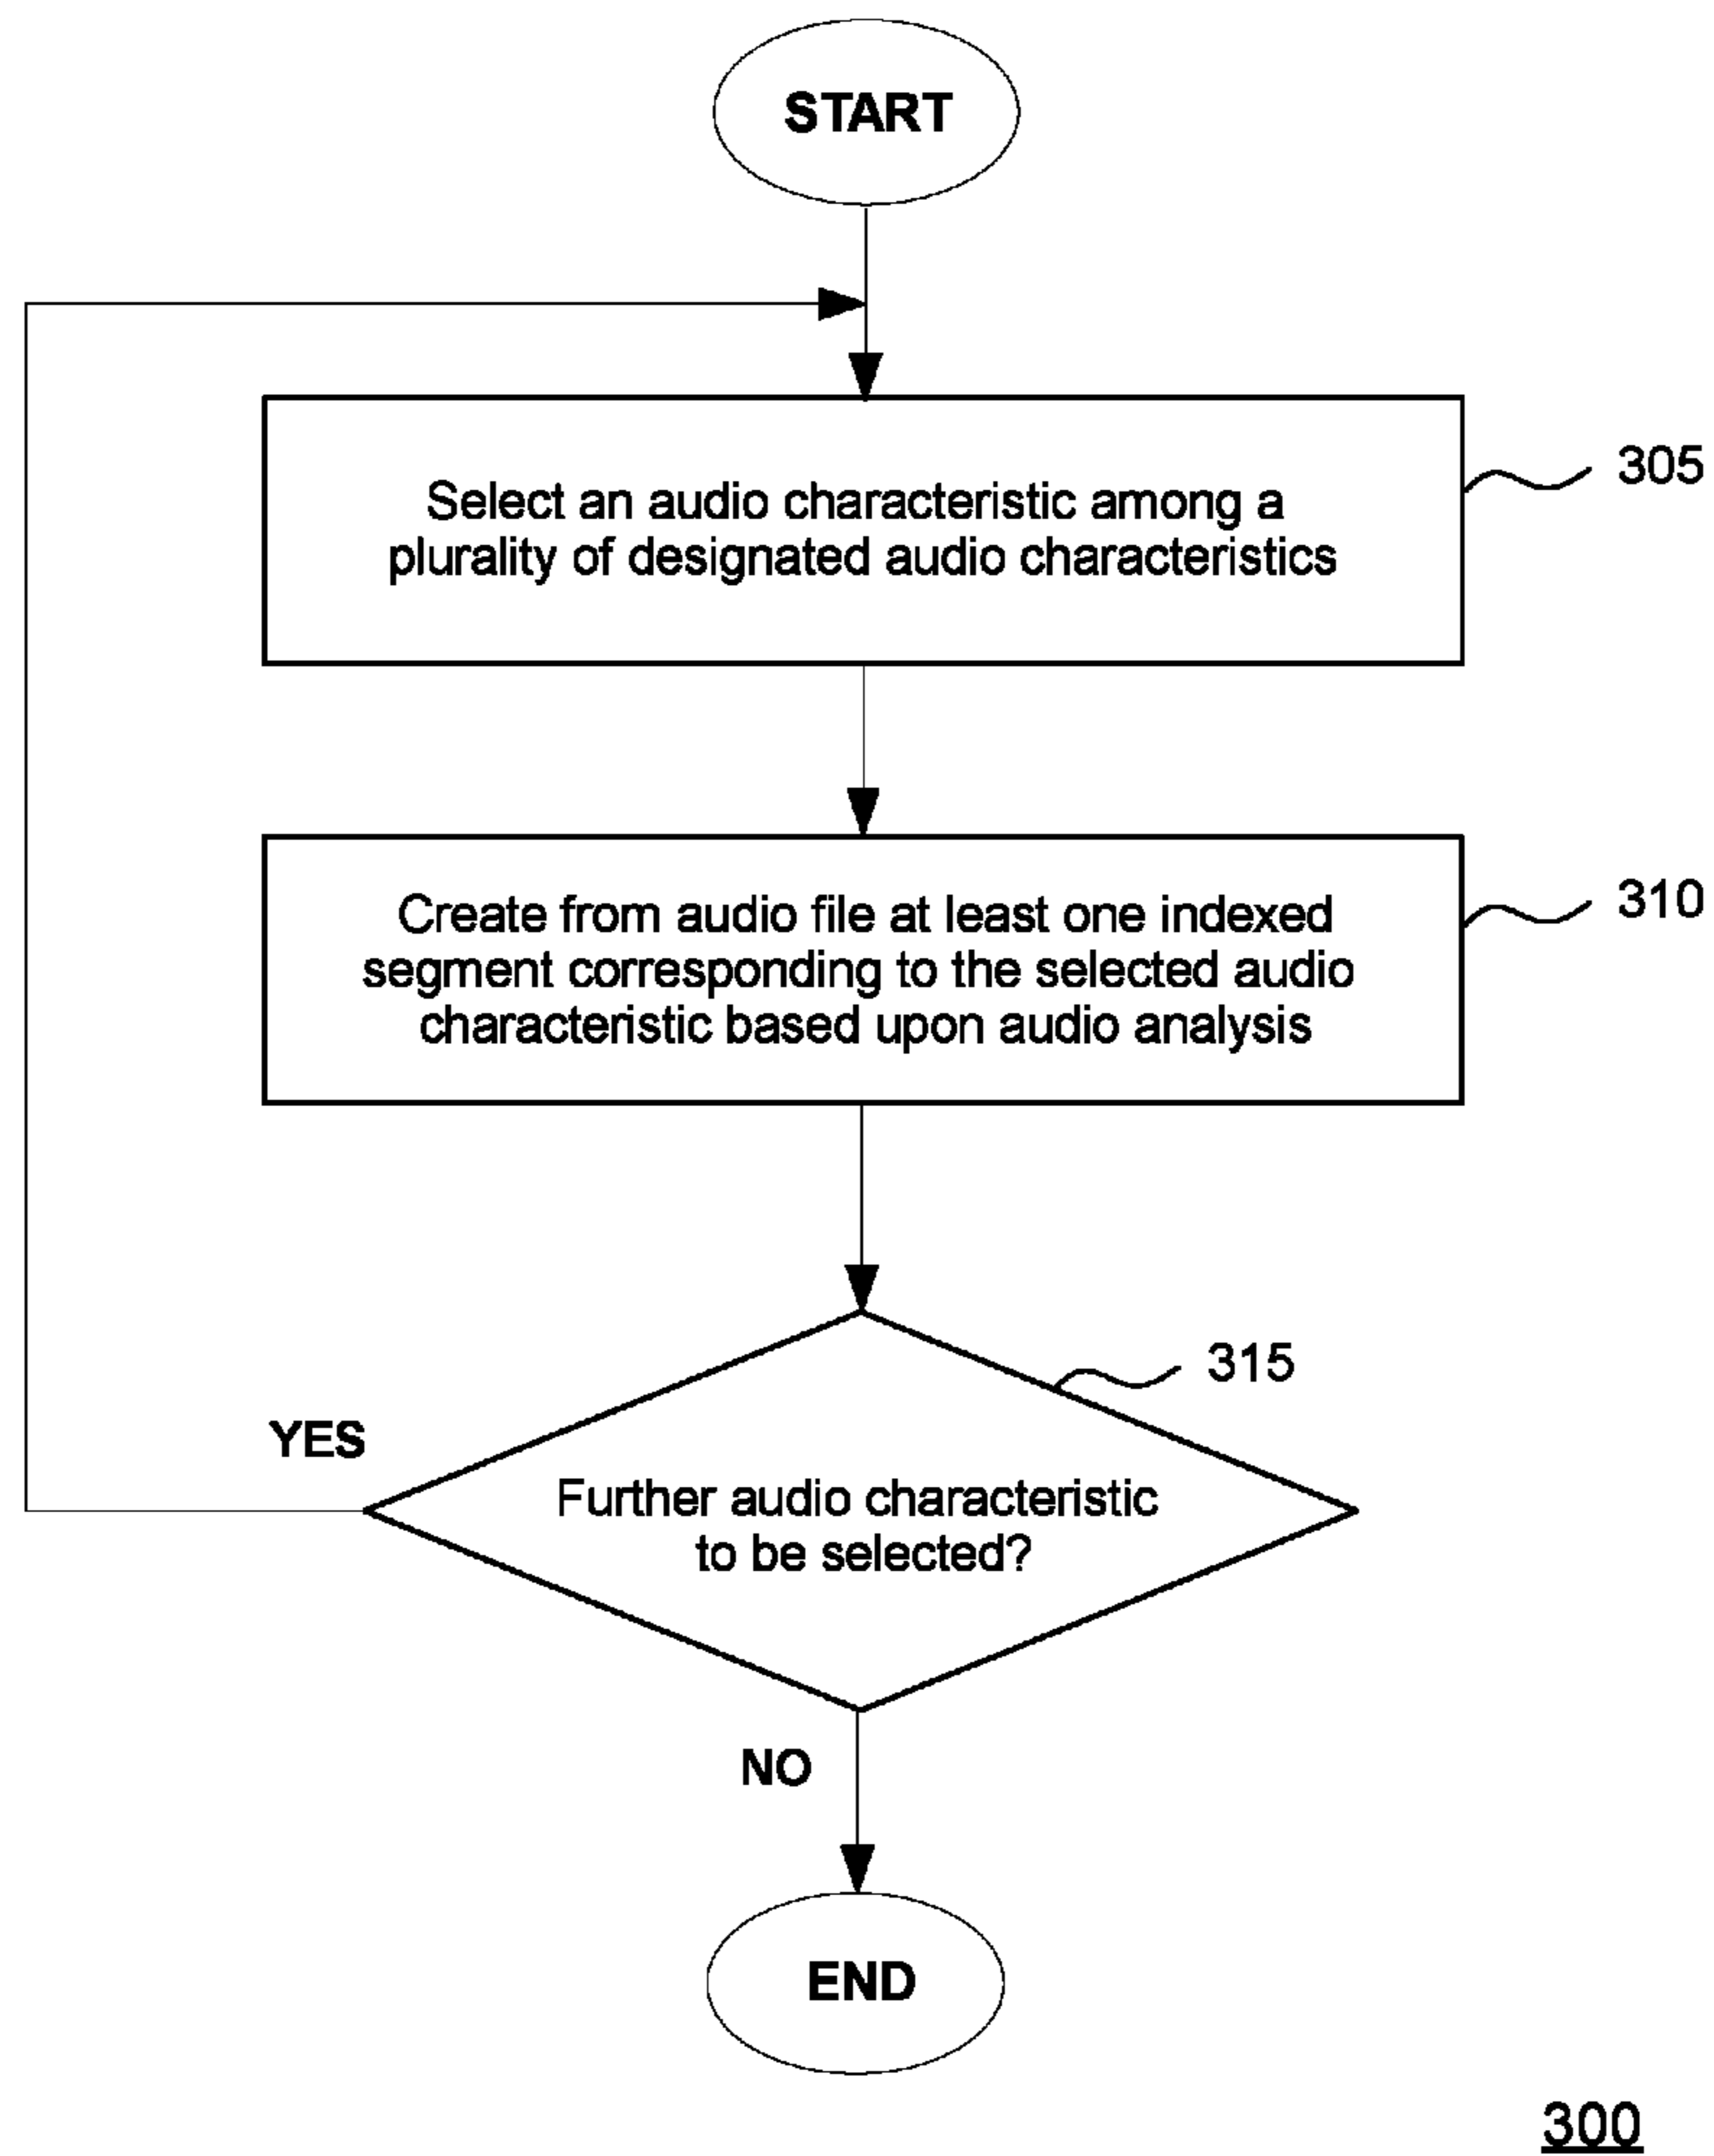 START
Select an audio characteristic among a
plurality of designated audio characteristics
305
Create from audio file at least one indexed
segment corresponding to the selected audio
characteristic based upon audio analysis
310
315
YES
Further audio characteristic
to be selected?
NO
END
300